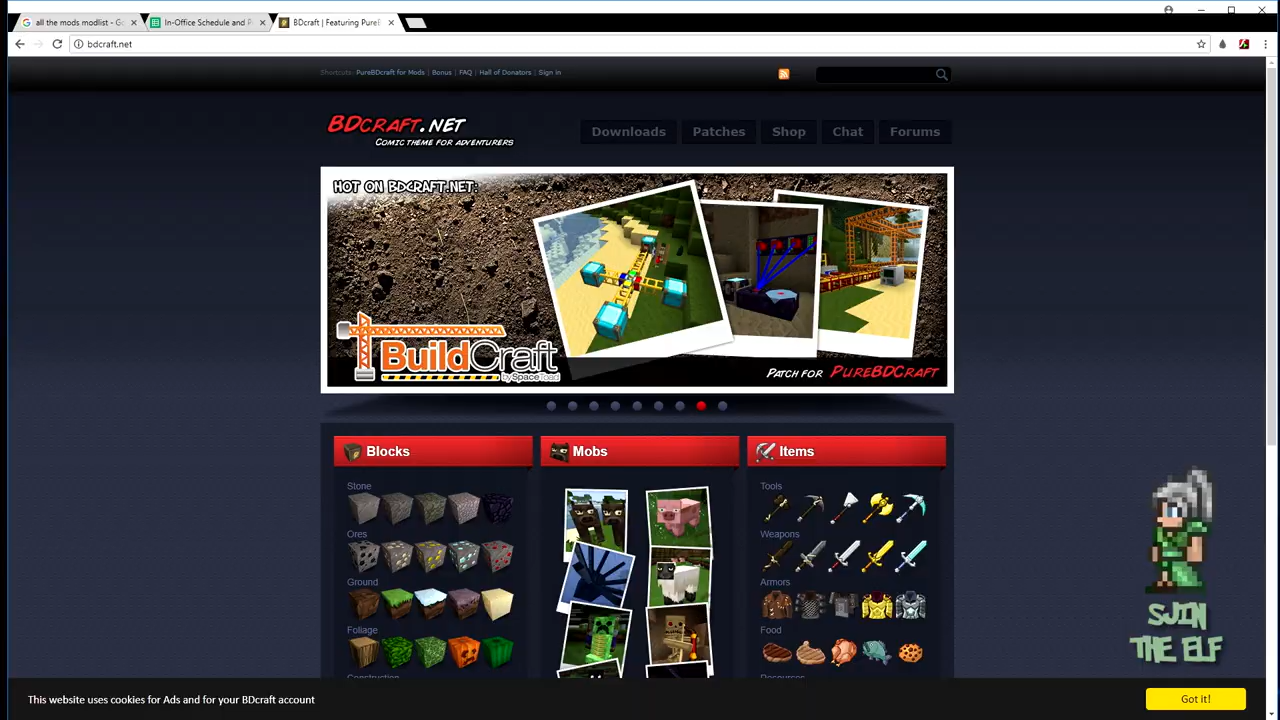 all the mods modlist - G
In-Office Schedule and
BDcraft | Featuring PureB
bdcraft.net
Shortcuts: PureBDcraft for Mods | Bonus | FAQ | Hall of Donators | Sign in
BDCRAFT.NET
COMIC THEME FOR ADVENTURERS
Downloads
Patches
Shop
Chat
Forums
HOT ON BDCRAFT.NET:
BuildCraft
by SpaceToad
PATCH FOR PUREBDCRAFT
Blocks
Mobs
Items
Stone
Tools
Ores
Weapons
Ground
Armors
Foliage
Food
SJIN
THE ELF
This website uses cookies for Ads and for your BDcraft account
Got it!